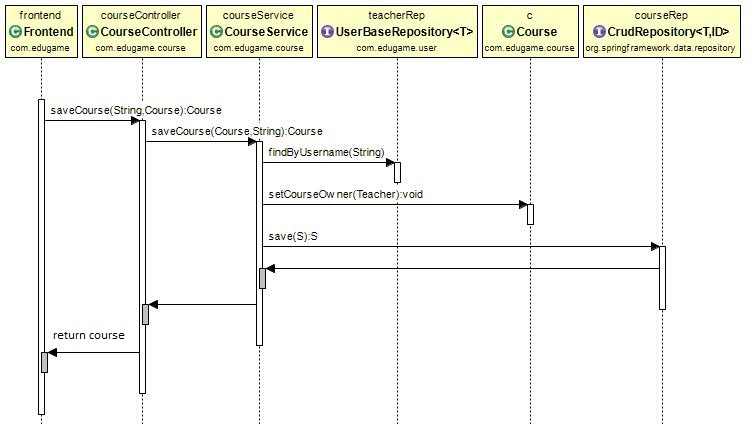 frontend
C Frontend
com.edugame
courseController
C CourseController
com.edugame.course
courseService
C CourseService
com.edugame.course
teacherRep
I UserBaseRepository<T>
com.edugame.user
c
C Course
com.edugame.course
courseRep
I CrudRepository<T,ID>
org.springframework.data.repository
saveCourse(String,Course):Course
saveCourse(Course,String):Course
findByUsername(String)
setCourseOwner(Teacher):void
save(S):S
return course